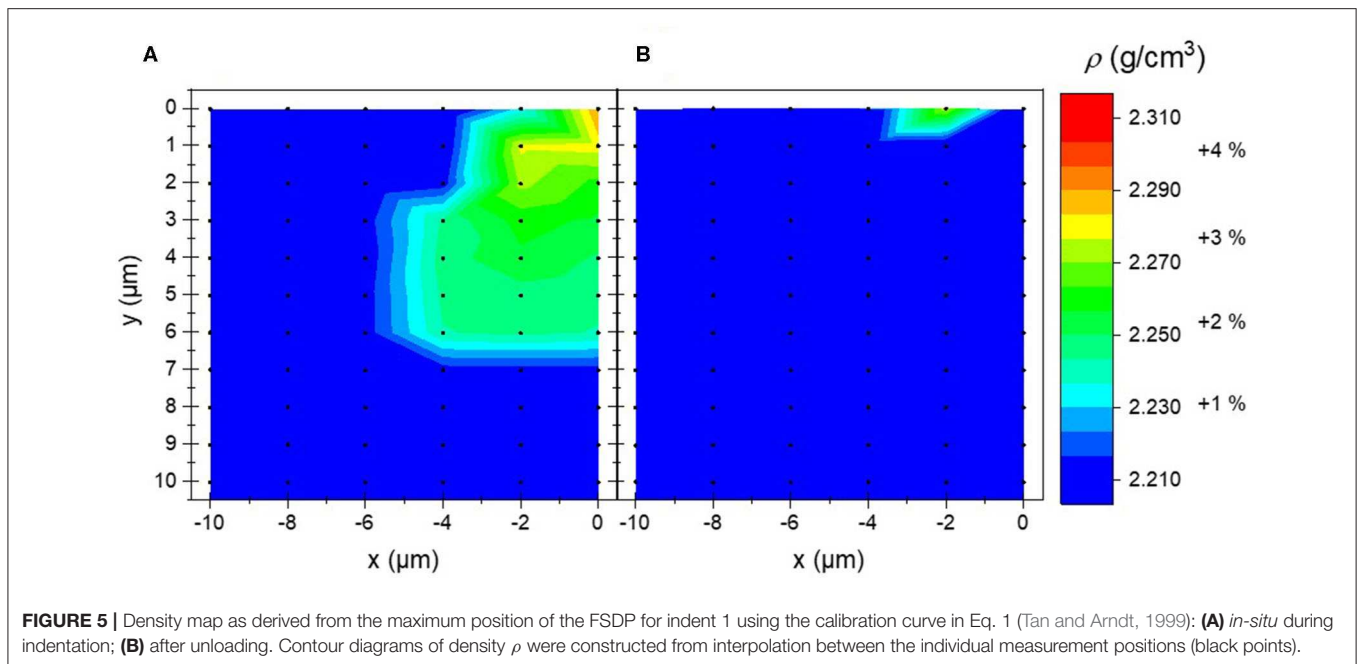 A
B
ρ (g/cm³)
0
1
2
3
4
5
6
7
8
9
10
y (µm)
-10 -8 -6 -4 -2 0
x (µm)
-10 -8 -6 -4 -2 0
x (µm)
2.310
+4 %
2.290
+3 %
2.270
+2 %
2.250
2.230
+1 %
2.210
FIGURE 5 | Density map as derived from the maximum position of the FSDP for indent 1 using the calibration curve in Eq. 1 (Tan and Arndt, 1999): (A) in-situ during
indentation; (B) after unloading. Contour diagrams of density ρ were constructed from interpolation between the individual measurement positions (black points).